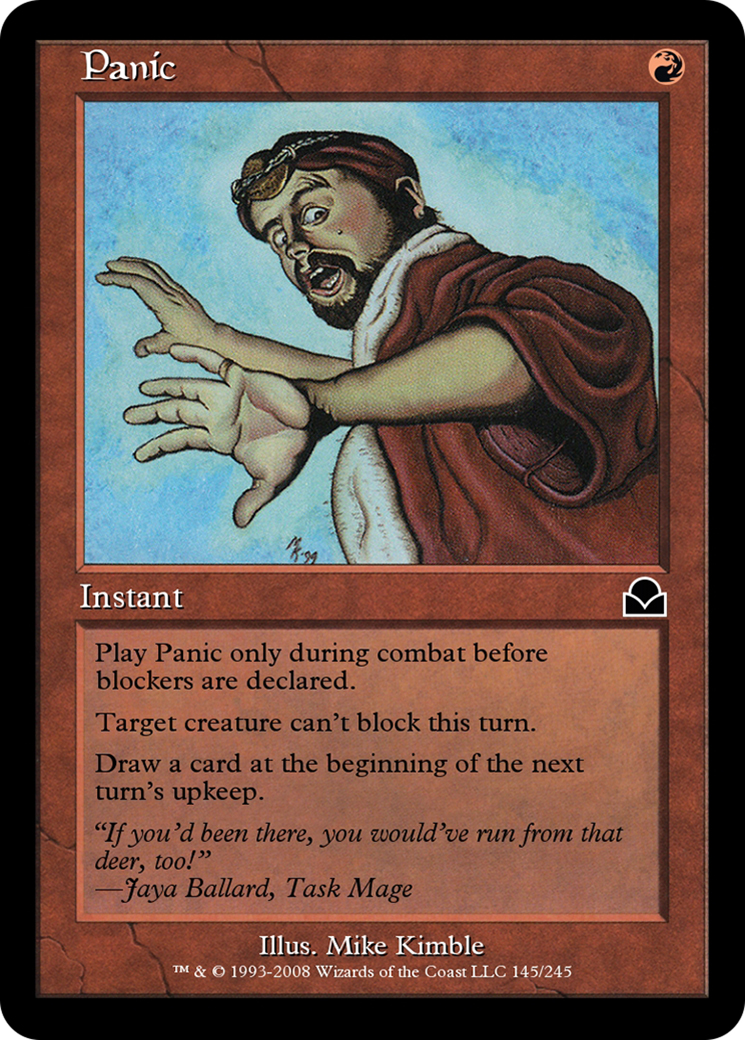 Panic
MK-99
Instant
Play Panic only during combat before
blockers are declared.
Target creature can't block this turn.
Draw a card at the beginning of the next
turn's upkeep.
“If you'd been there, you would've run from that
deer, too!”
—Jaya Ballard, Task Mage
Illus. Mike Kimble
™ & © 1993-2008 Wizards of the Coast LLC 145/245